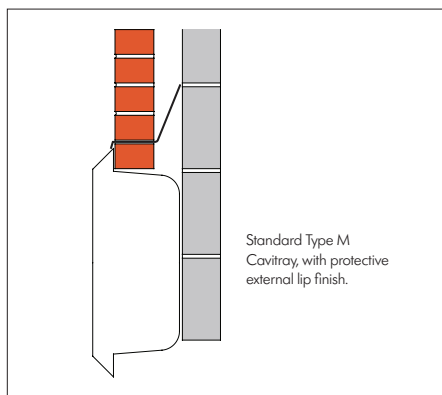 Standard Type M
Cavitray, with protective
external lip finish.